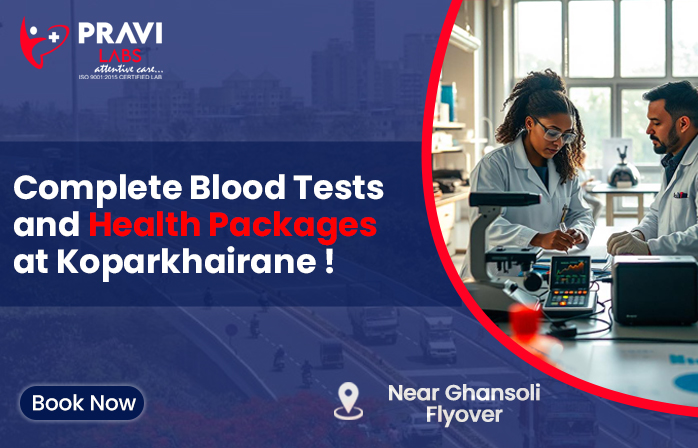 PRAVI
LABS
attentive care...
ISO 9001:2015 CERTIFIED LAB
Complete Blood Tests
and Health Packages
at Koparkhairane !
Book Now
Near Ghansoli
Flyover